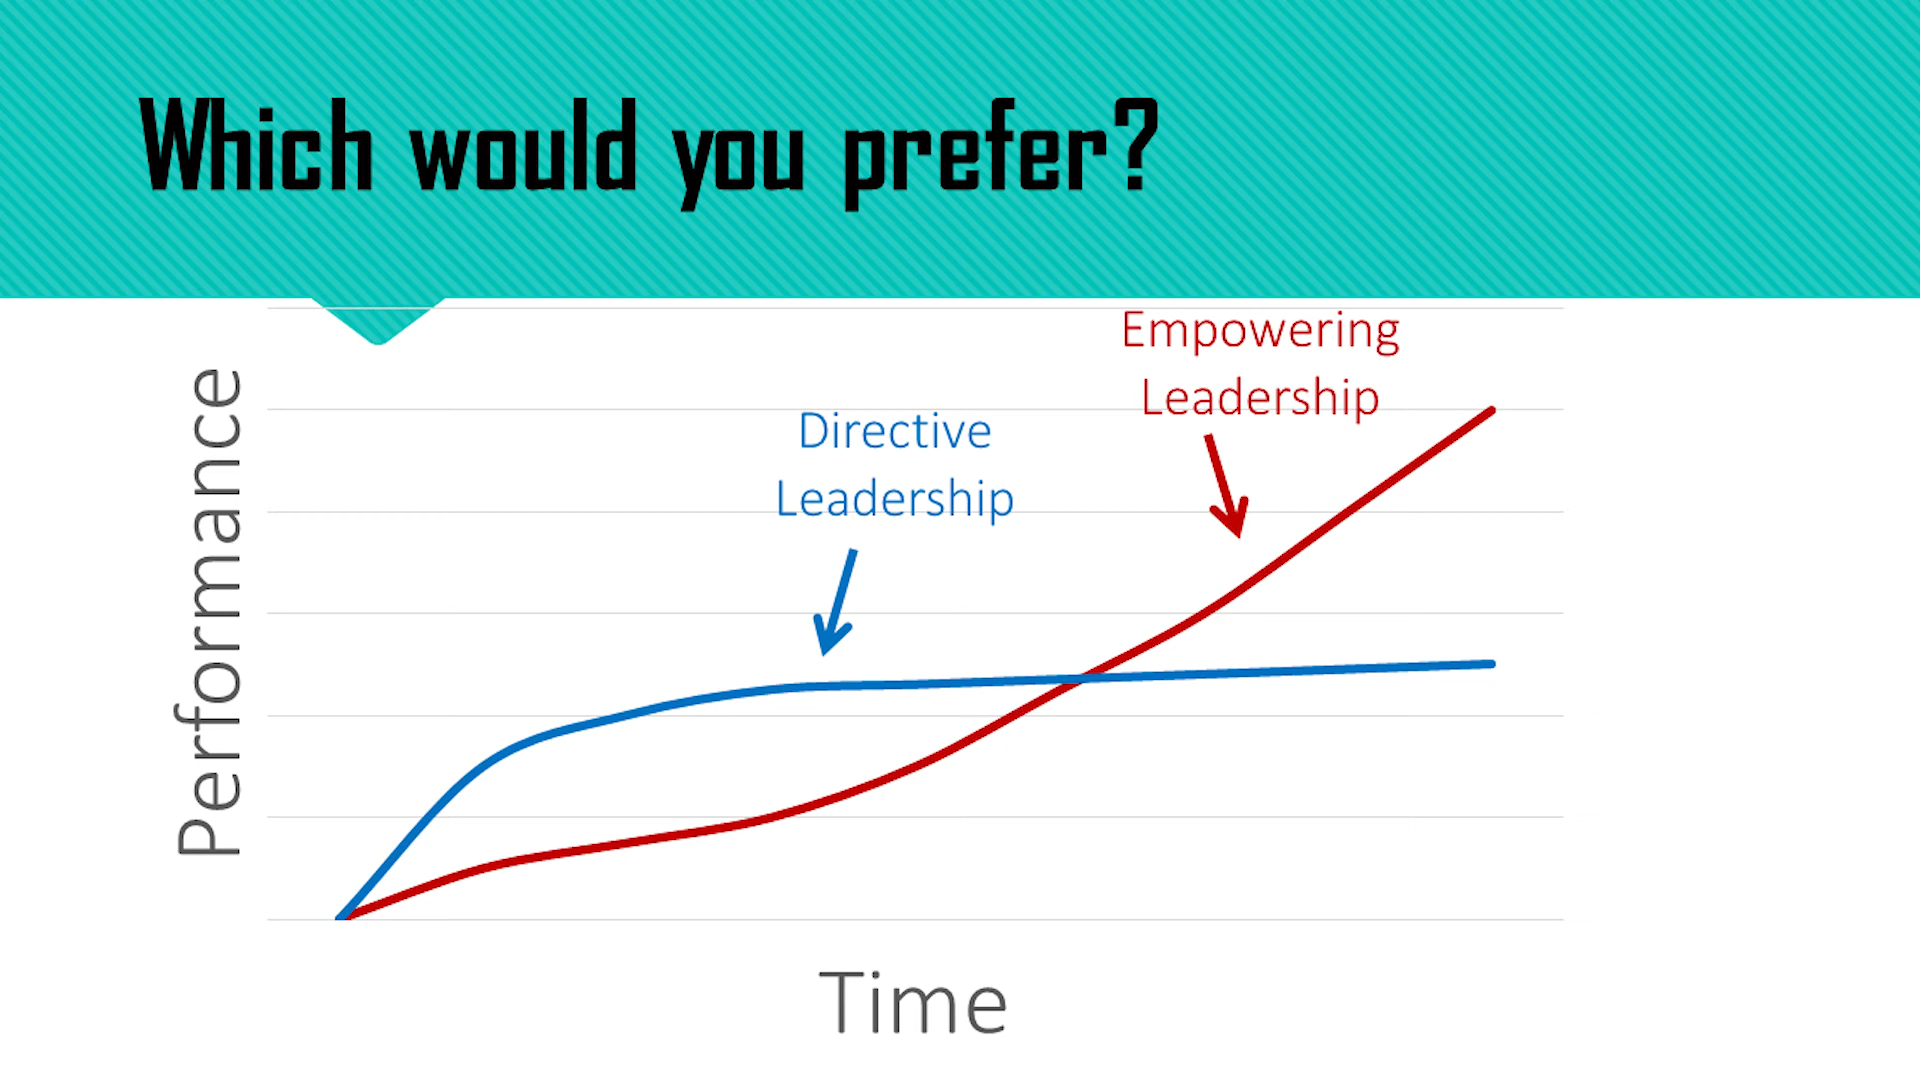 Which would you prefer?
Empowering
Leadership
Directive
Leadership
Performance
Time